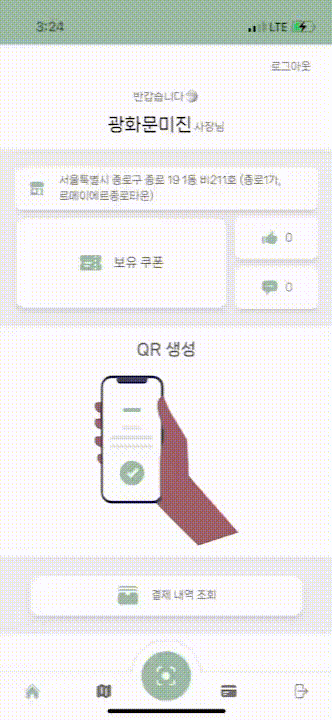 3:24
LTE
로그아웃
반갑습니다
광화문미진 사장님
서울특별시 종로구 종로 19 1동 비211호 (종로1가,
르메이에르종로타운)
보유 쿠폰
0
0
QR 생성
결제 내역 조회